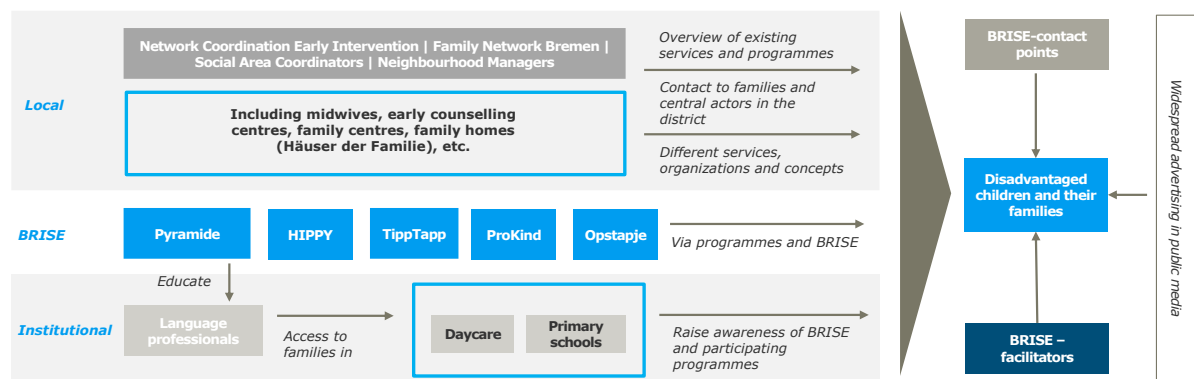 Local
Network Coordination Early Intervention | Family Network Bremen |
Social Area Coordinators | Neighbourhood Managers
Including midwives, early counselling
centres, family centres, family homes
(Häuser der Familie), etc.
Overview of existing
services and programmes
Contact to families and
central actors in the
district
Different services,
organizations and concepts
BRISE
Pyramide
HIPPY
TippTapp
ProKind
Opstapje
Via programmes and BRISE
Educate
Institutional
Language
professionals
Access to
families in
Daycare
Primary
schools
Raise awareness of BRISE
and participating
programmes
BRISE-contact
points
Disadvantaged
children and their
families
BRISE –
facilitators
Widespread advertising in public media